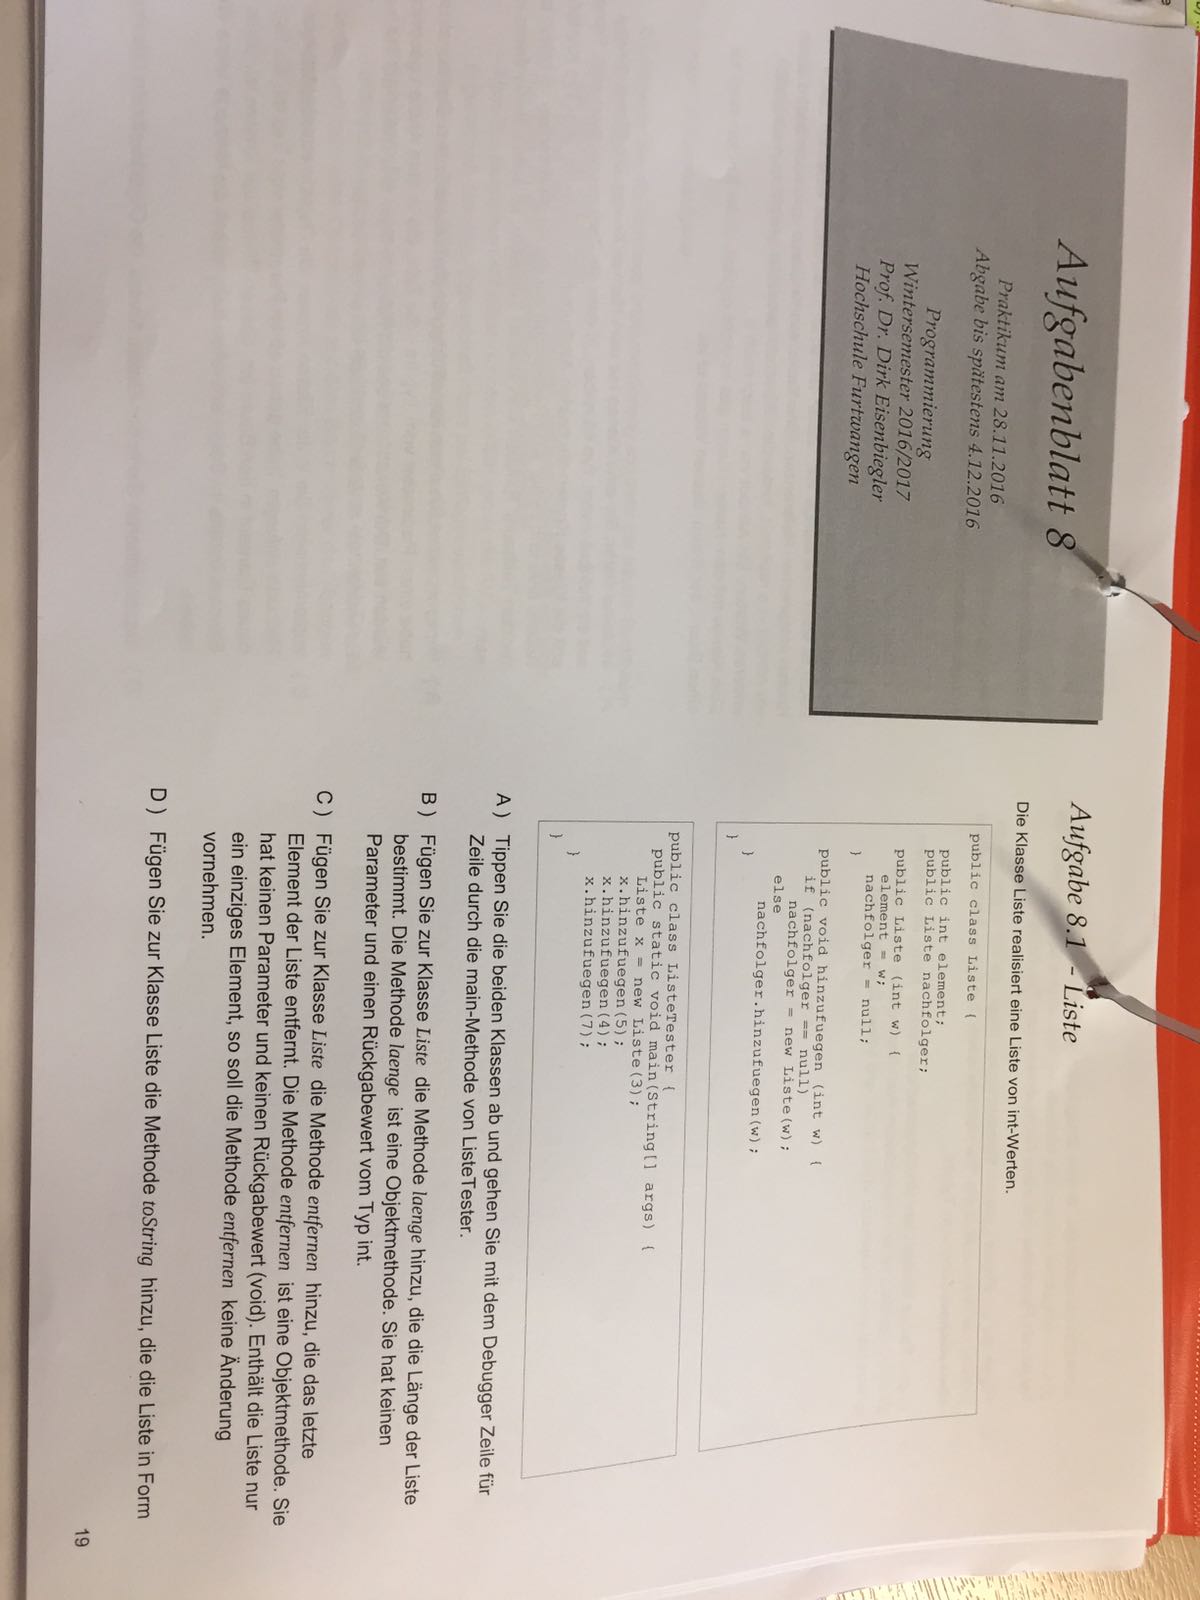 Aufgabenblatt 8
Praktikum am 28.11.2016
Abgabe bis spätestens 4.12.2016
Programmierung
Wintersemester 2016/2017
Prof. Dr. Dirk Eisenbiegler
Hochschule Furtwangen
Aufgabe 8.1 - Liste
Die Klasse Liste realisiert eine Liste von int-Werten.
public class Liste {
public int element;
public Liste nachfolger;
public Liste (int w) {
element = w;
nachfolger = null;
}
public void hinzufuegen (int w) {
if (nachfolger == null)
nachfolger = new Liste(w);
else
nachfolger.hinzufuegen(w);
}
}
public class ListeTester {
public static void main(String[] args) {
Liste x = new Liste(3);
x.hinzufuegen(5);
x.hinzufuegen(4);
x.hinzufuegen(7);
}
}
A) Tippen Sie die beiden Klassen ab und gehen Sie mit dem Debugger Zeile für
Zeile durch die main-Methode von ListeTester.
B) Fügen Sie zur Klasse Liste die Methode laenge hinzu, die die Länge der Liste
bestimmt. Die Methode laenge ist eine Objektmethode. Sie hat keinen
Parameter und einen Rückgabewert vom Typ int.
C) Fügen Sie zur Klasse Liste die Methode entfernen hinzu, die das letzte
Element der Liste entfernt. Die Methode entfernen ist eine Objektmethode. Sie
hat keinen Parameter und keinen Rückgabewert (void). Enthält die Liste nur
ein einziges Element, so soll die Methode entfernen keine Änderung
vornehmen.
D) Fügen Sie zur Klasse Liste die Methode toString hinzu, die die Liste in Form
19